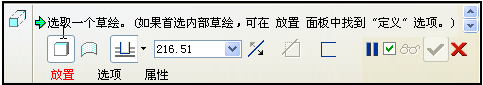 选取一个草绘。(如果首选内部草绘，可在 放置 面板中找到“定义”选项。)
216.51
放置 选项 属性